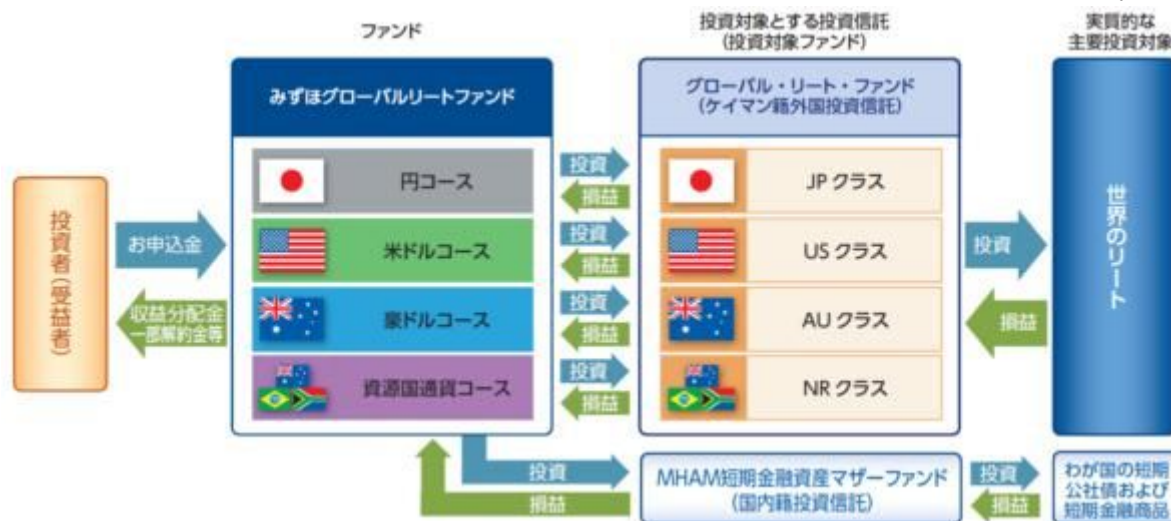 ファンド
投資対象とする投資信託
(投資対象ファンド)
実質的な
主要投資対象
みずほグローバルリートファンド
グローバル・リート・ファンド
(ケイマン籍外国投資信託)
投資者(受益者)
お申込金
収益分配金
一部解約金等
円コース
投資
損益
JP クラス
米ドルコース
投資
損益
US クラス
豪ドルコース
投資
損益
AU クラス
資源国通貨コース
投資
損益
NR クラス
投資
損益
世界のリート
投資
損益
MHAM短期金融資産マザーファンド
(国内籍投資信託)
投資
損益
わが国の短期
公社債および
短期金融商品